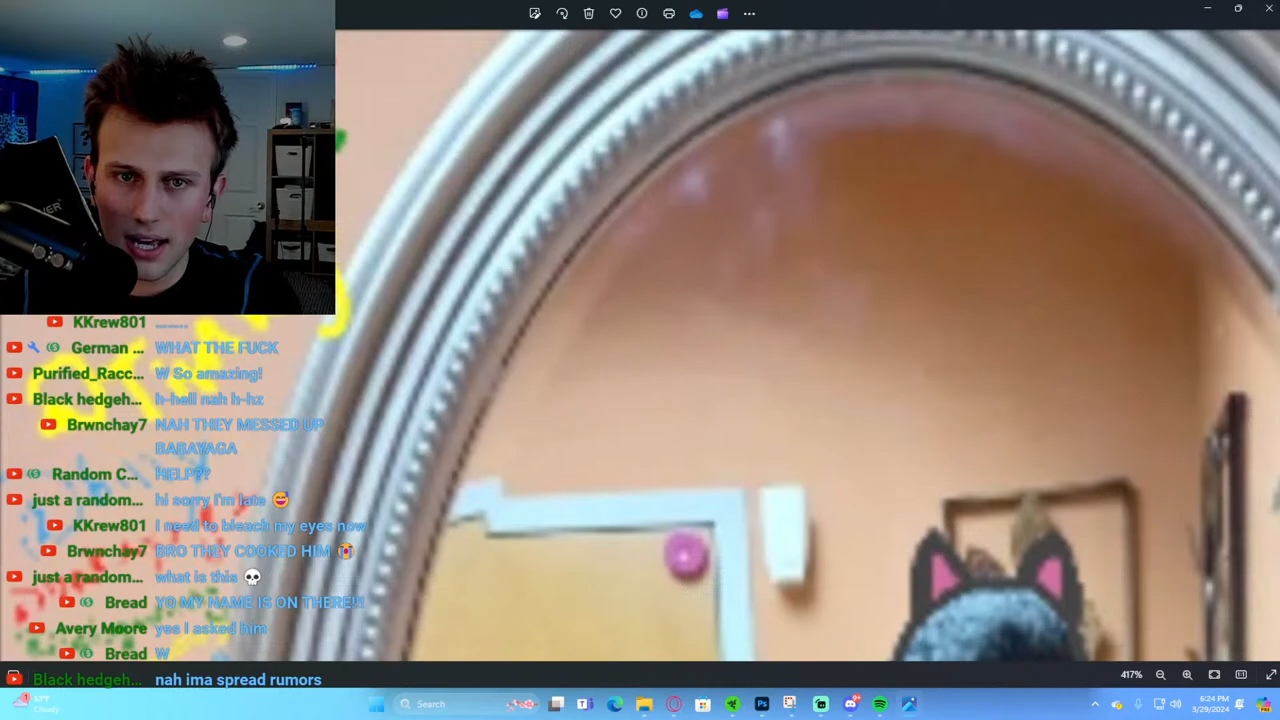 KKrew801 ........
German ... WHAT THE FUCK
Purified_Racc... W So amazing!
Black hedgeh... h-hell nah h-hz
Brwnchay7 NAH THEY MESSED UP
BABAYAGA
Random C... HELP??
just a random... hi sorry I'm late 😅
KKrew801 I need to bleach my eyes now
Brwnchay7 BRO THEY COOKED HIM 😭
just a random... what is this 💀
Bread YO MY NAME IS ON THERE!!!
Avery Moore yes I asked him
Bread W
Black hedgeh... nah ima spread rumors
417%
Cloudy
Search
6:24 PM
3/29/2024